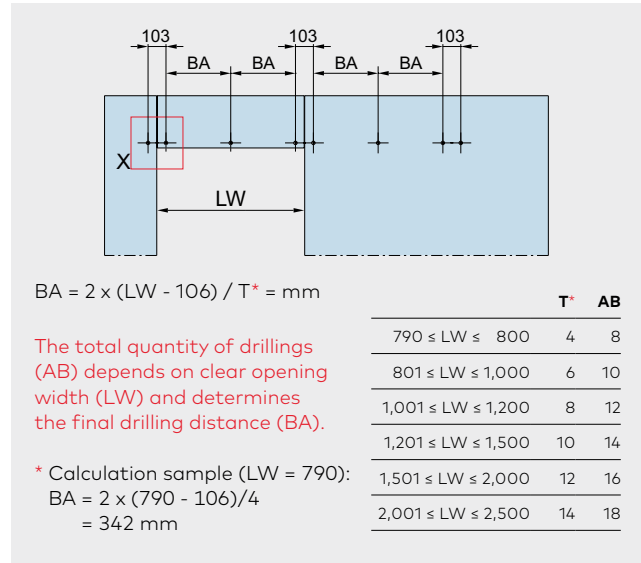 103 103 103
BA BA BA BA
X
LW
BA = 2 x (LW - 106) / T* = mm
The total quantity of drillings
(AB) depends on clear opening
width (LW) and determines
the final drilling distance (BA).
* Calculation sample (LW = 790):
BA = 2 x (790 - 106)/4
= 342 mm
T* AB
790 ≤ LW ≤ 800 4 8
801 ≤ LW ≤ 1,000 6 10
1,001 ≤ LW ≤ 1,200 8 12
1,201 ≤ LW ≤ 1,500 10 14
1,501 ≤ LW ≤ 2,000 12 16
2,001 ≤ LW ≤ 2,500 14 18